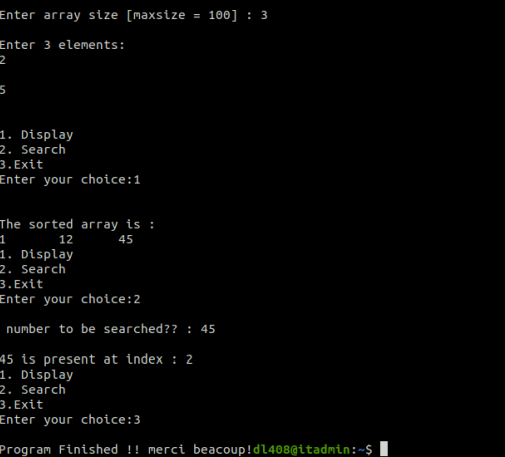 Enter array size [maxsize = 100] : 3
Enter 3 elements:
2
5
1. Display
2. Search
3.Exit
Enter your choice:1
The sorted array is :
1 12 45
1. Display
2. Search
3.Exit
Enter your choice:2
number to be searched?? : 45
45 is present at index : 2
1. Display
2. Search
3.Exit
Enter your choice:3
Program Finished !! merci beacoup!dl408@itadmin:~$